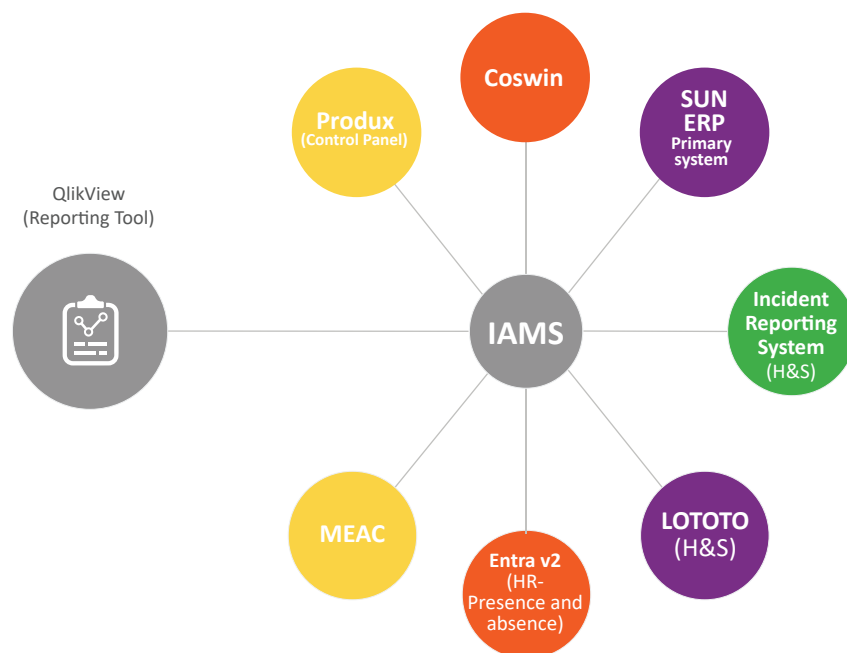 Coswin
Produx
(Control Panel)
SUN
ERP
Primary
system
QlikView
(Reporting Tool)
IAMS
Incident
Reporting
System
(H&S)
MEAC
Entra v2
(HR-
Presence and
absence)
LOTOTO
(H&S)